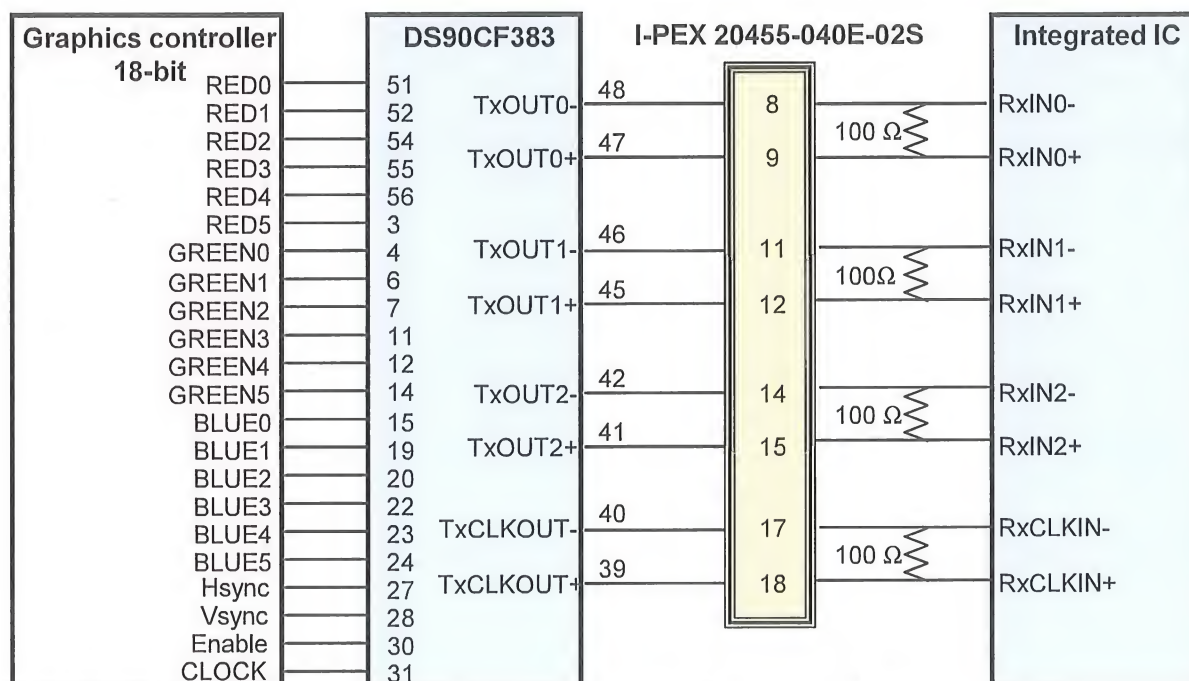 Graphics controller
18-bit
DS90CF383
I-PEX 20455-040E-02S
Integrated IC
RED0 51
RED1 52
RED2 54
RED3 55
RED4 56
RED5 3
GREEN0 4
GREEN1 6
GREEN2 7
GREEN3 11
GREEN4 12
GREEN5 14
BLUE0 15
BLUE1 19
BLUE2 20
BLUE3 22
BLUE4 23
BLUE5 24
Hsync 27
Vsync 28
Enable 30
CLOCK 31
TxOUT0- 48 8 RxIN0-
100 Ω
TxOUT0+ 47 9 RxIN0+
TxOUT1- 46 11 RxIN1-
100Ω
TxOUT1+ 45 12 RxIN1+
TxOUT2- 42 14 RxIN2-
100 Ω
TxOUT2+ 41 15 RxIN2+
TxCLKOUT- 40 17 RxCLKIN-
100 Ω
TxCLKOUT+ 39 18 RxCLKIN+